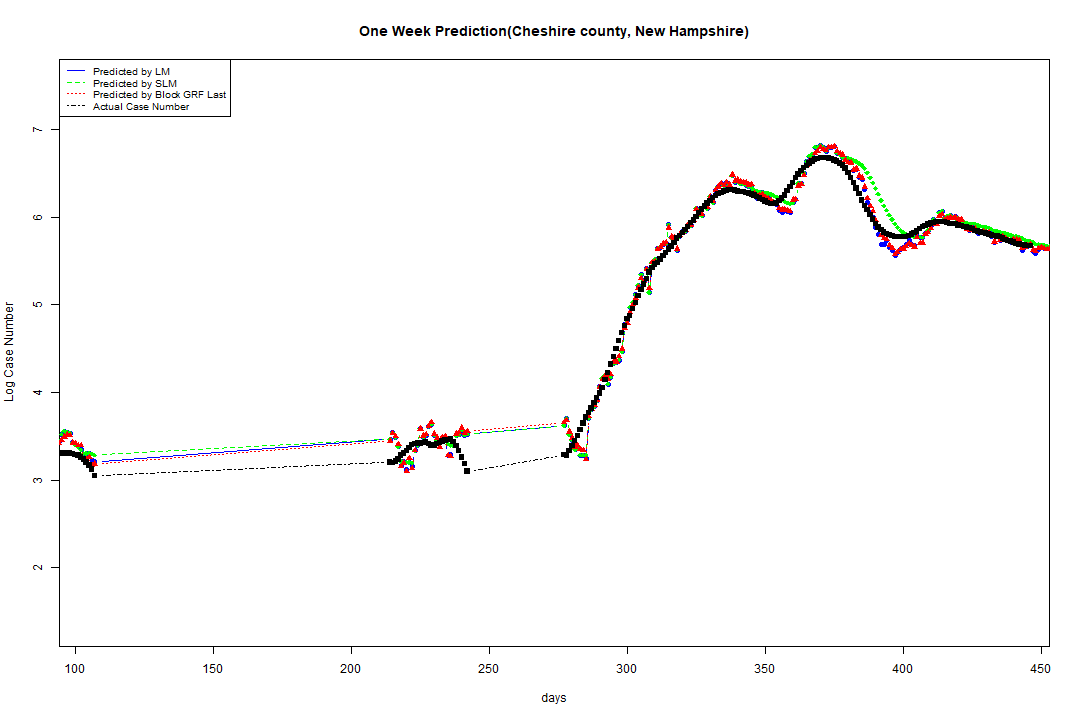 One Week Prediction(Cheshire county, New Hampshire)
Predicted by LM
Predicted by SLM
Predicted by Block GRF Last
Actual Case Number
Log Case Number
7
6
5
4
3
2
100 150 200 250 300 350 400 450
days